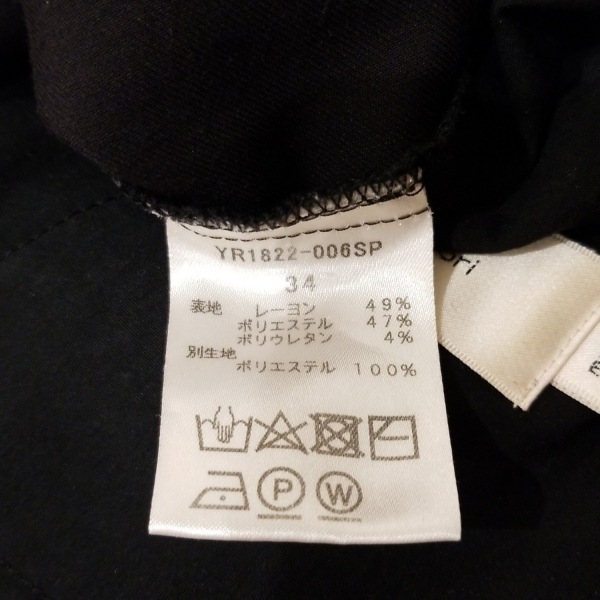 YR1822-006SP
34
表地 レーヨン 49%
ポリエステル 47%
ポリウレタン 4%
別生地
ポリエステル 100%
P W
ori
m